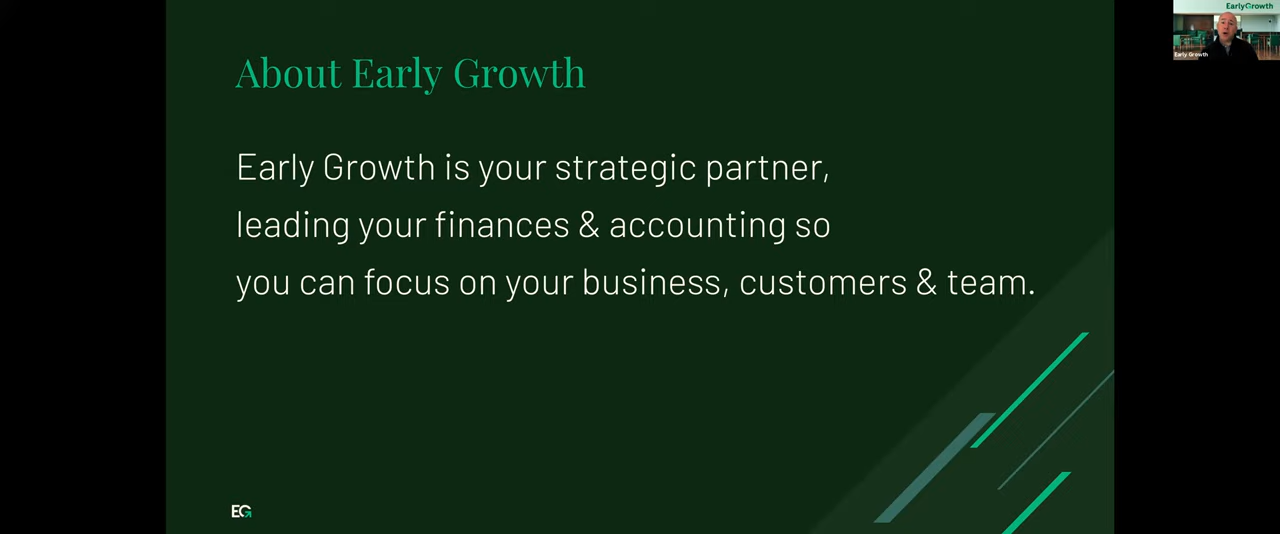 About Early Growth
Early Growth is your strategic partner,
leading your finances & accounting so
you can focus on your business, customers & team.
EG
EarlyGrowth
Early Growth